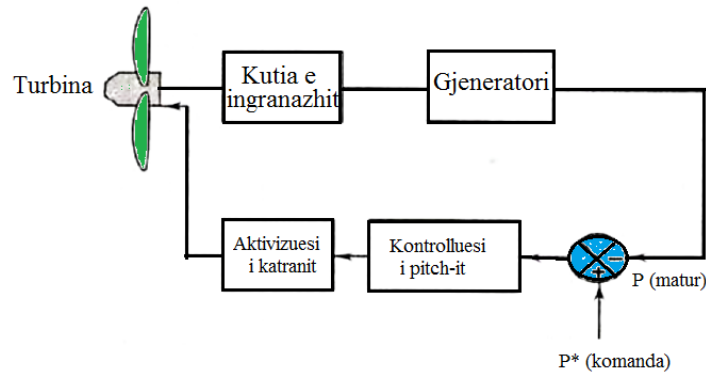 Turbina
Kutia e
ingranazhit
Gjeneratori
Aktivizuesi
i katranit
Kontrolluesi
i pitch-it
−
+
P (matur)
P* (komanda)